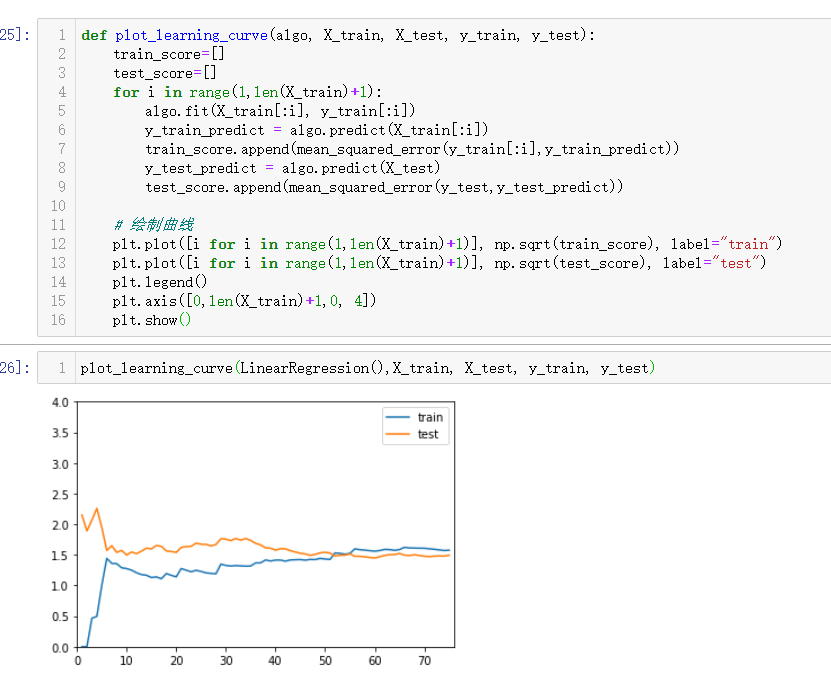 25]:
1 def plot_learning_curve(algo, X_train, X_test, y_train, y_test):
2 train_score=[]
3 test_score=[]
4 for i in range(1,len(X_train)+1):
5 algo.fit(X_train[:i], y_train[:i])
6 y_train_predict = algo.predict(X_train[:i])
7 train_score.append(mean_squared_error(y_train[:i],y_train_predict))
8 y_test_predict = algo.predict(X_test)
9 test_score.append(mean_squared_error(y_test,y_test_predict))
10
11 # 绘制曲线
12 plt.plot([i for i in range(1,len(X_train)+1)], np.sqrt(train_score), label="train")
13 plt.plot([i for i in range(1,len(X_train)+1)], np.sqrt(test_score), label="test")
14 plt.legend()
15 plt.axis([0,len(X_train)+1,0, 4])
16 plt.show()
26]:
1 plot_learning_curve(LinearRegression(),X_train, X_test, y_train, y_test)
4.0
3.5
3.0
2.5
2.0
1.5
1.0
0.5
0.0
train
test
0 10 20 30 40 50 60 70